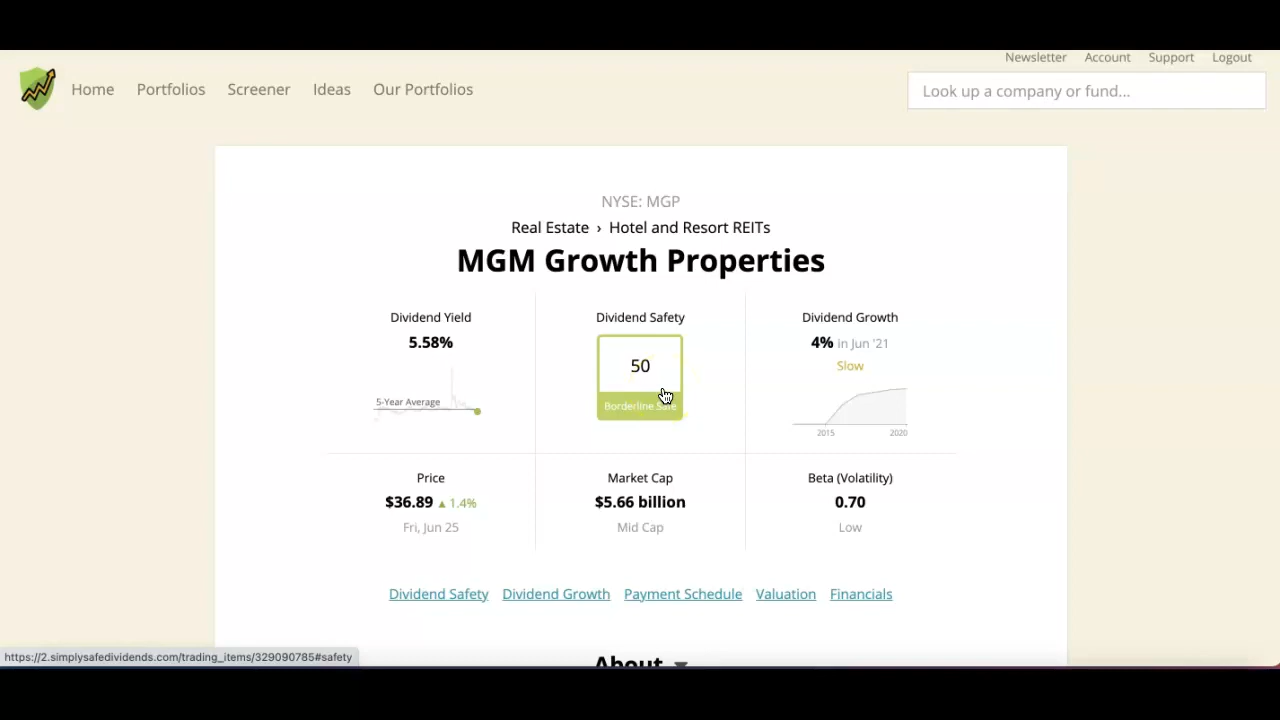 Newsletter Account Support Logout
Home Portfolios Screener Ideas Our Portfolios
Look up a company or fund...
NYSE: MGP
Real Estate › Hotel and Resort REITs
MGM Growth Properties
Dividend Yield
5.58%
5-Year Average
Dividend Safety
50
Borderline Safe
Dividend Growth
4% in Jun '21
Slow
2015 2020
Price
$36.89 ▲ 1.4%
Fri, Jun 25
Market Cap
$5.66 billion
Mid Cap
Beta (Volatility)
0.70
Low
Dividend Safety Dividend Growth Payment Schedule Valuation Financials
About
https://2.simplysafedividends.com/trading_items/329090785#safety